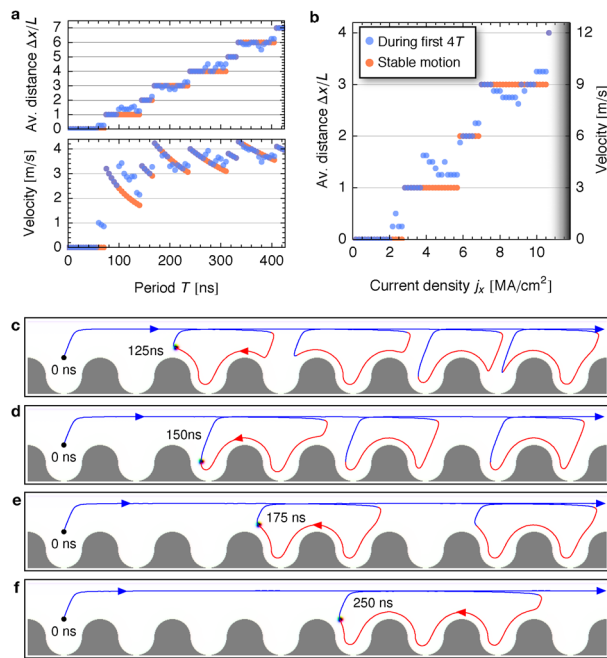 a
Av. distance Δx/L
7
6
5
4
3
2
1
0
Velocity [m/s]
4
3
2
1
0
0 100 200 300 400
Period T [ns]
b
Av. distance Δx/L
4
3
2
1
0
During first 4T
Stable motion
12
9
6
3
0
Velocity [m/s]
0 2 4 6 8 10
Current density jₓ [MA/cm²]
c
0 ns
125ns
d
0 ns
150ns
e
0 ns
175 ns
f
0 ns
250 ns